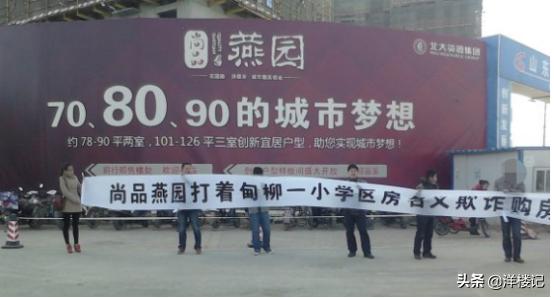 尚品 燕园
北大资源集团
山东
70、80、90的城市梦想
约78-90平两室，101-126平三室创新宜居户型，助您实现城市梦想！
尚品燕园打着甸柳一小学区房名义欺诈购房
头条 @洋楼记